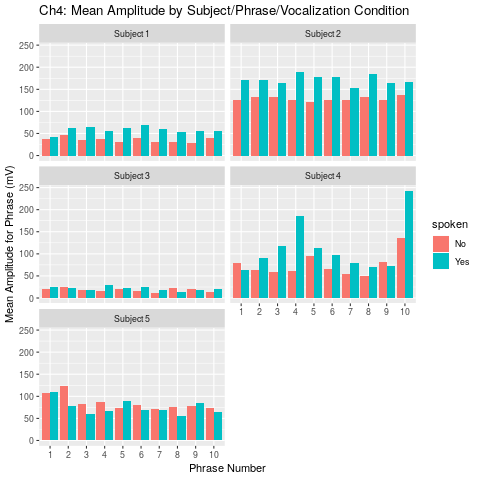 Ch4: Mean Amplitude by Subject/Phrase/Vocalization Condition
Subject 1
Subject 2
250
200
150
100
50
0
Subject 3
Subject 4
250
200
150
100
50
0
1 2 3 4 5 6 7 8 9 10
Subject 5
250
200
150
100
50
0
1 2 3 4 5 6 7 8 9 10
Mean Amplitude for Phrase (mV)
Phrase Number
spoken
No
Yes